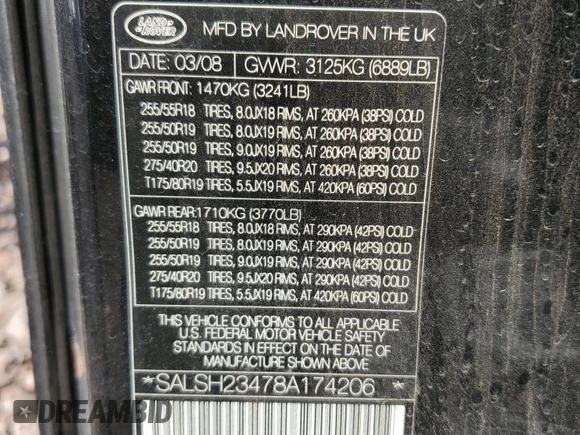 LAND
ROVER
MFD BY LANDROVER IN THE UK
DATE: 03/08 GVWR: 3125KG (6889LB)
GAWR FRONT: 1470KG (3241LB)
255/55R18 TIRES, 8.0JX18 RIMS, AT 260KPA (38PSI) COLD
255/50R19 TIRES, 8.0JX19 RIMS, AT 260KPA (38PSI) COLD
255/50R19 TIRES, 9.0JX19 RIMS, AT 260KPA (38PSI) COLD
275/40R20 TIRES, 9.5JX20 RIMS, AT 260KPA (38PSI) COLD
T175/80R19 TIRES, 5.5JX19 RIMS, AT 420KPA (60PSI) COLD
GAWR REAR:1710KG (3770LB)
255/55R18 TIRES, 8.0JX18 RIMS, AT 290KPA (42PSI) COLD
255/50R19 TIRES, 8.0JX19 RIMS, AT 290KPA (42PSI) COLD
255/50R19 TIRES, 9.0JX19 RIMS, AT 290KPA (42PSI) COLD
275/40R20 TIRES, 9.5JX20 RIMS, AT 290KPA (42PSI) COLD
T175/80R19 TIRES, 5.5JX19 RIMS, AT 420KPA (60PSI) COLD
THIS VEHICLE CONFORMS TO ALL APPLICABLE
U.S. FEDERAL MOTOR VEHICLE SAFETY
STANDARDS IN EFFECT ON THE DATE OF
MANUFACTURE SHOWN ABOVE
*SALSH23478A174206 *
DREAMBID